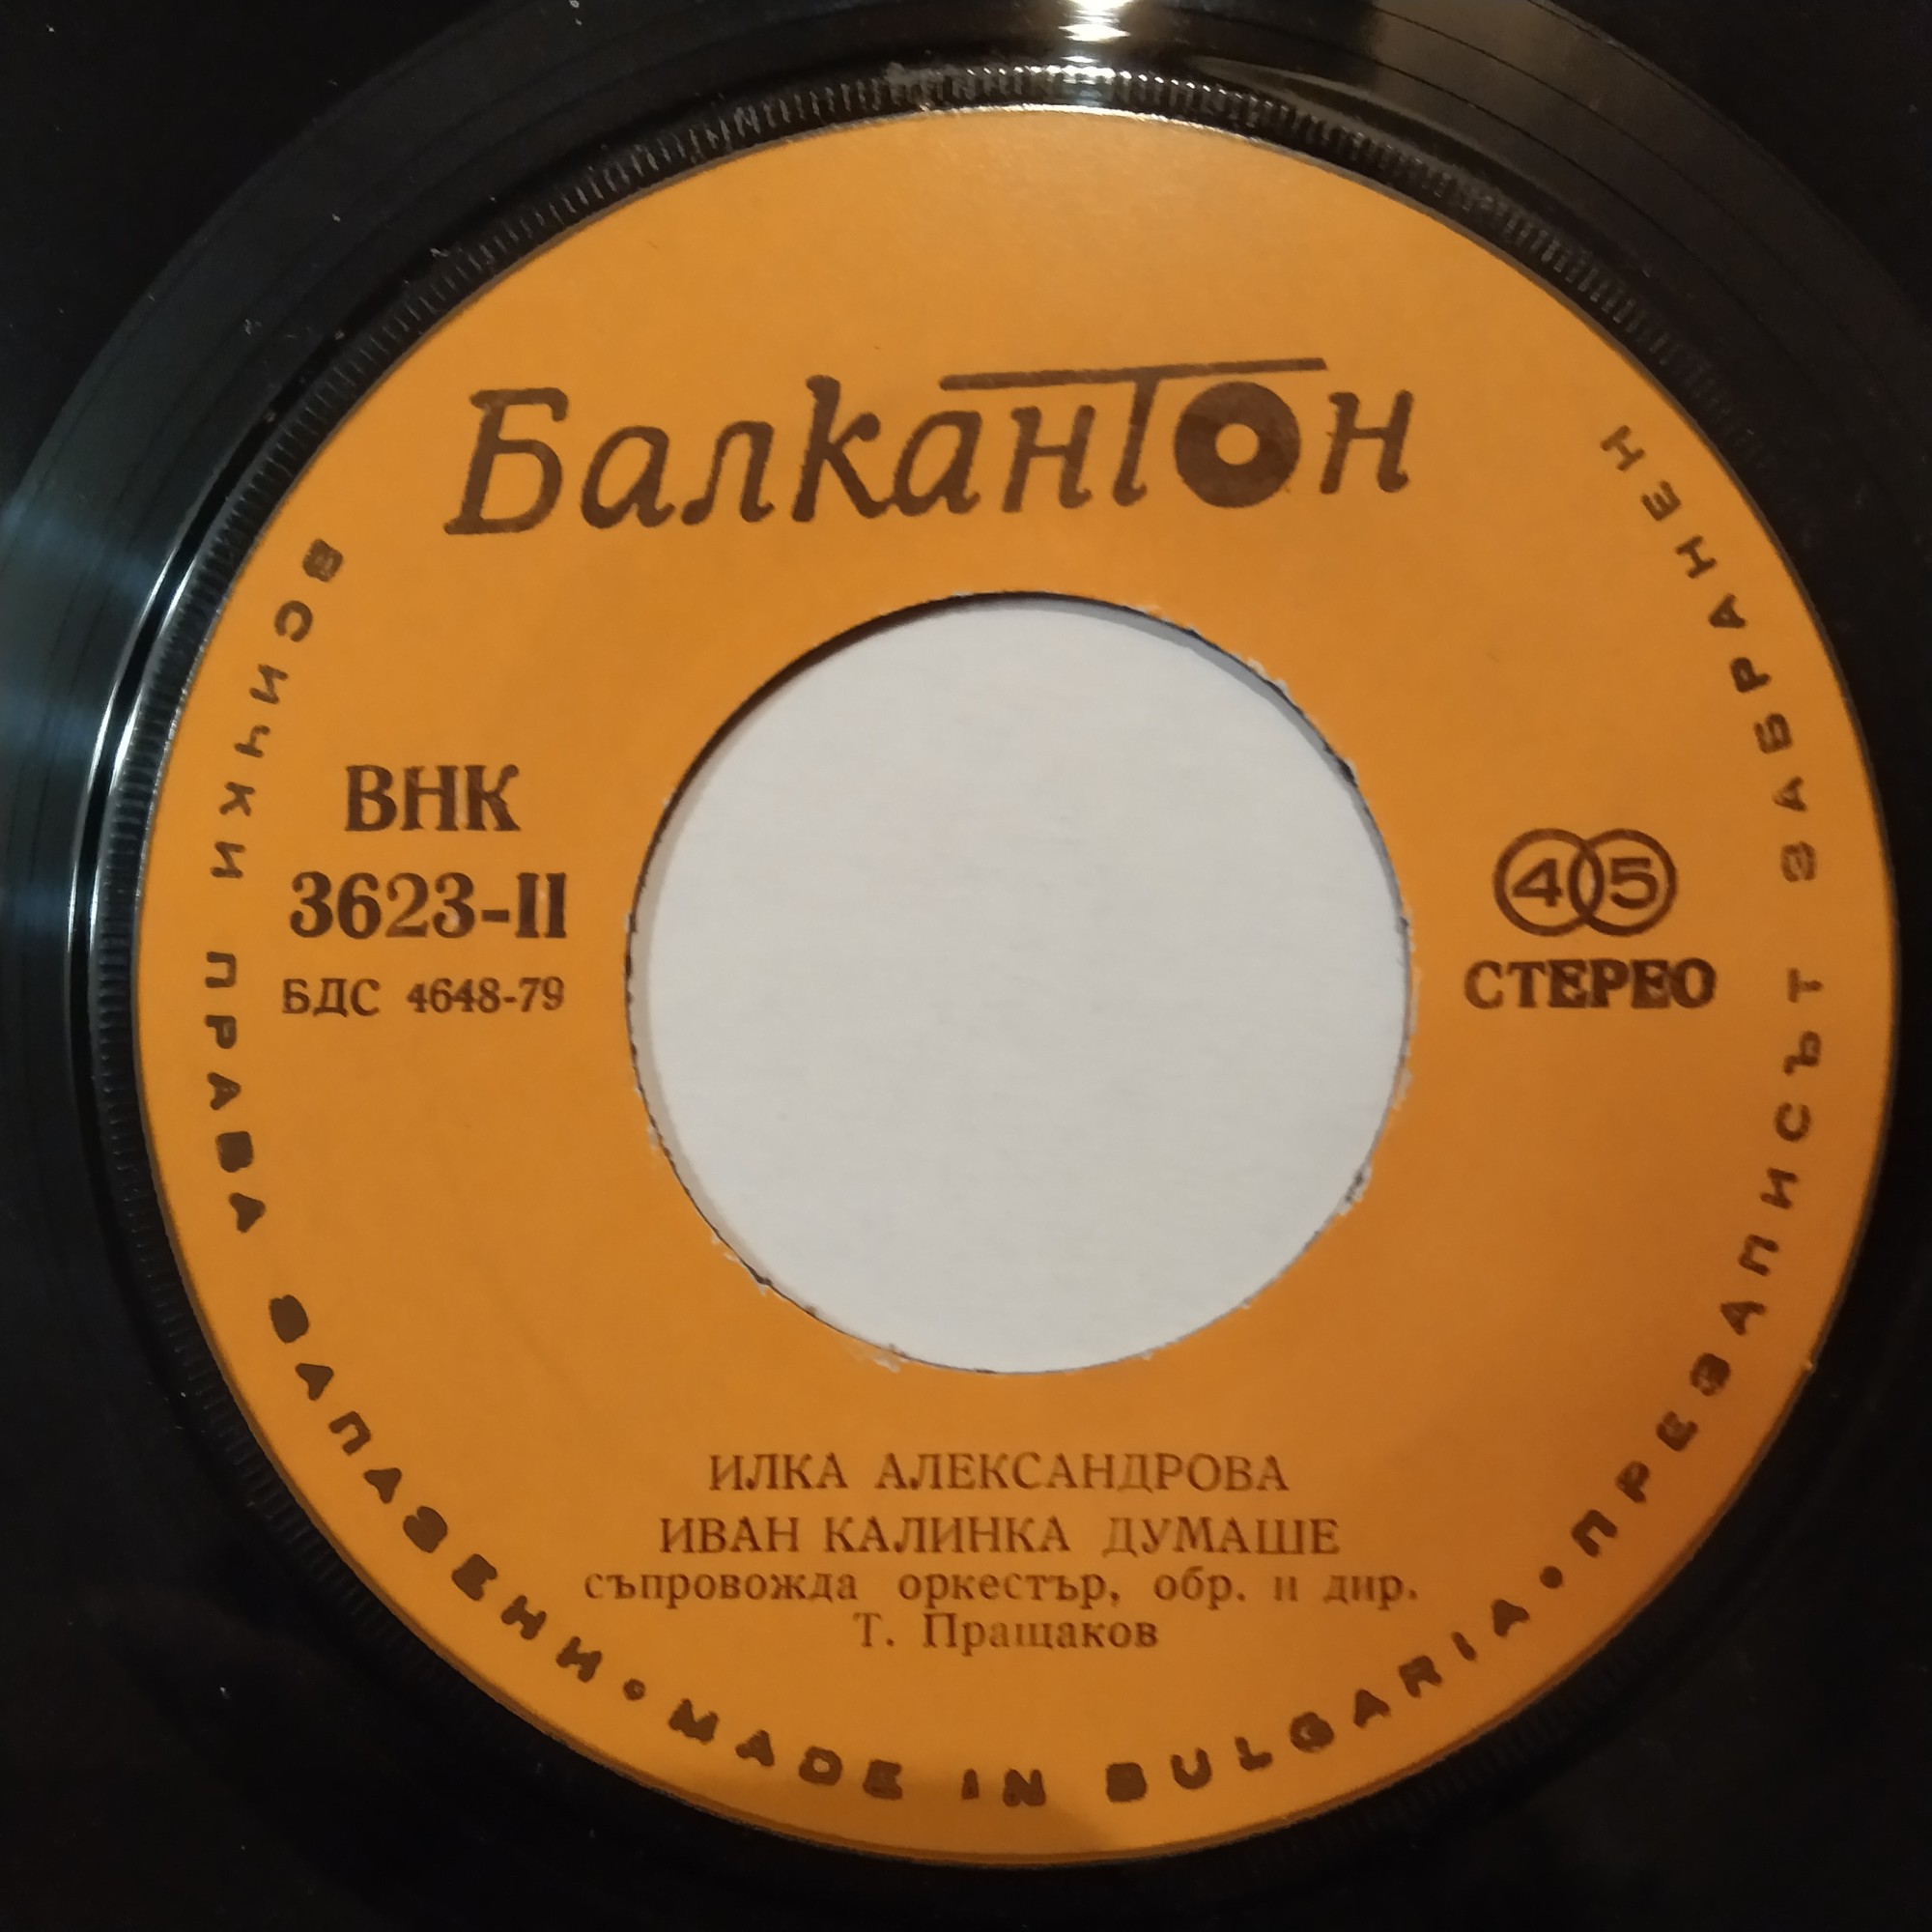 Балкантон
ВНК
3623-II
БДС 4648-79
45
СТЕРЕО
ИЛКА АЛЕКСАНДРОВА
ИВАН КАЛИНКА ДУМАШЕ
съпровожда оркестър, обр. и дир.
Т. Пращаков
ВСИЧКИ ПРАВА ЗАПАЗЕНИ • MADE IN BULGARIA • ПРЕЗАПИСЪТ ЗАБРАНЕН